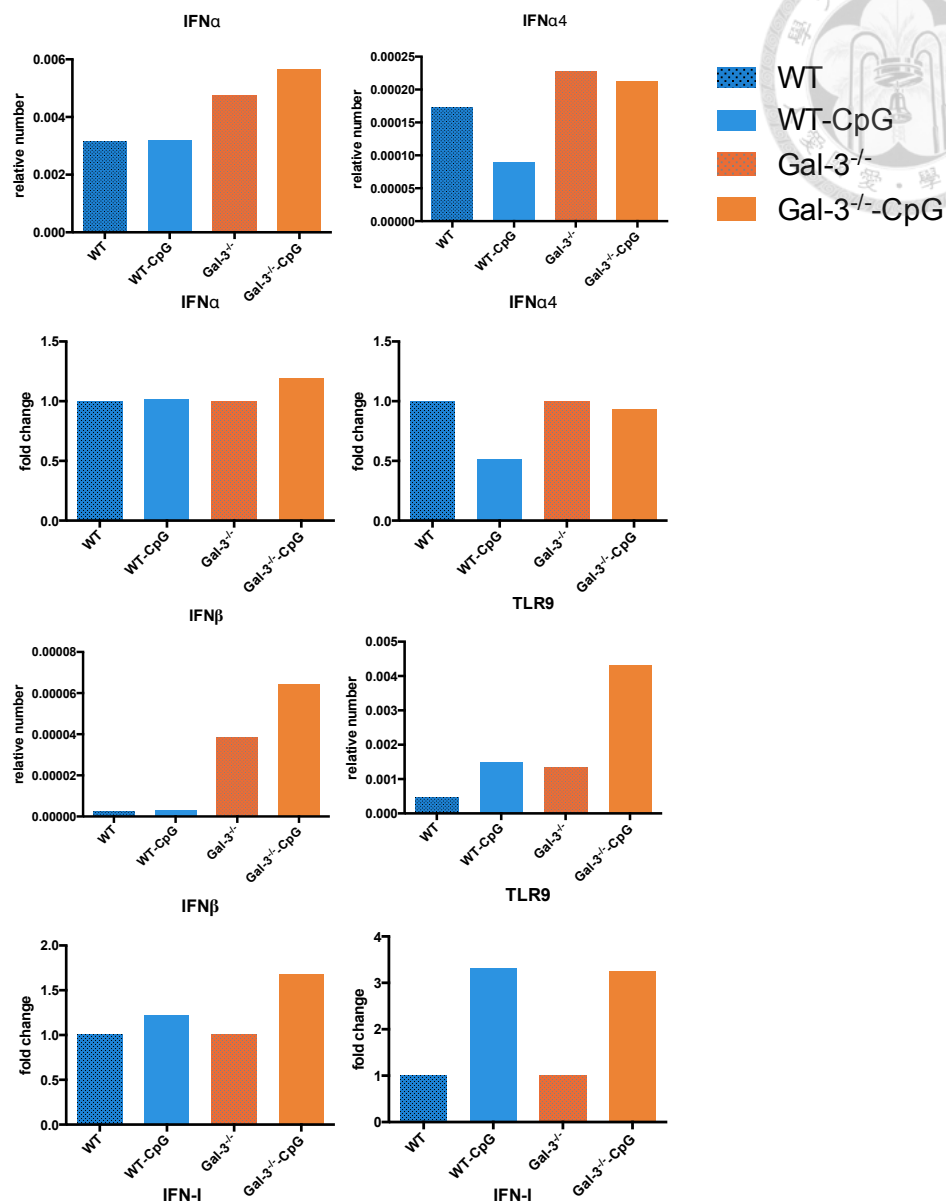 IFNα
IFNα4
relative number
0.006
0.004
0.002
0.000
WT
WT-CpG
Gal-3-/-
Gal-3-/--CpG
relative number
0.00025
0.00020
0.00015
0.00010
0.00005
0.00000
WT
WT-CpG
Gal-3-/-
Gal-3-/--CpG
WT
WT-CpG
Gal-3-/-
Gal-3-/--CpG
學
愛·學
IFNα
IFNα4
fold change
1.5
1.0
0.5
0.0
WT
WT-CpG
Gal-3-/-
Gal-3-/--CpG
fold change
1.5
1.0
0.5
0.0
WT
WT-CpG
Gal-3-/-
Gal-3-/--CpG
IFNβ
TLR9
relative number
0.00008
0.00006
0.00004
0.00002
0.00000
WT
WT-CpG
Gal-3-/-
Gal-3-/--CpG
relative number
0.005
0.004
0.003
0.002
0.001
0.000
WT
WT-CpG
Gal-3-/-
Gal-3-/--CpG
IFNβ
TLR9
fold change
2.0
1.5
1.0
0.5
0.0
WT
WT-CpG
Gal-3-/-
Gal-3-/--CpG
fold change
4
3
2
1
0
WT
WT-CpG
Gal-3-/-
Gal-3-/--CpG
IFN-I
IFN-I